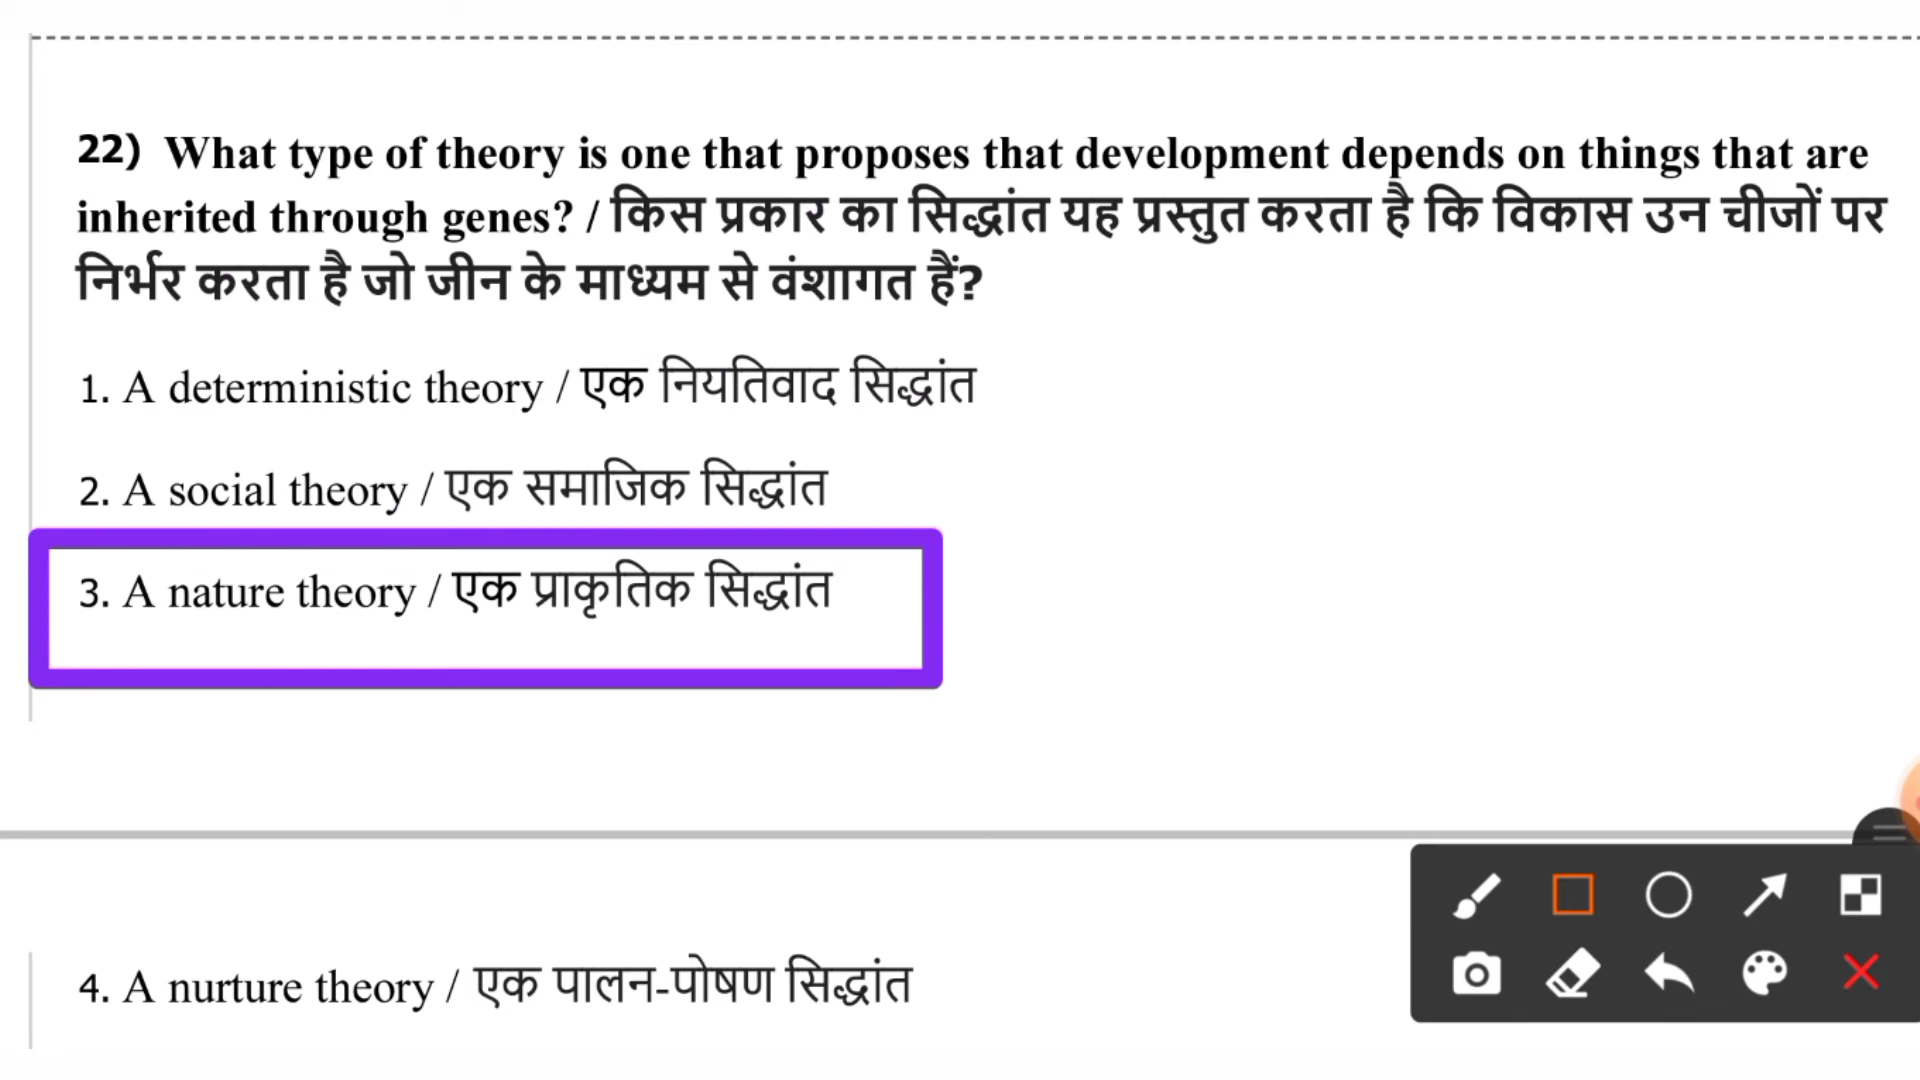 22) What type of theory is one that proposes that development depends on things that are
inherited through genes? / किस प्रकार का सिद्धांत यह प्रस्तुत करता है कि विकास उन चीजों पर
निर्भर करता है जो जीन के माध्यम से वंशागत हैं?
1. A deterministic theory / एक नियतिवाद सिद्धांत
2. A social theory / एक समाजिक सिद्धांत
3. A nature theory / एक प्राकृतिक सिद्धांत
4. A nurture theory / एक पालन-पोषण सिद्धांत